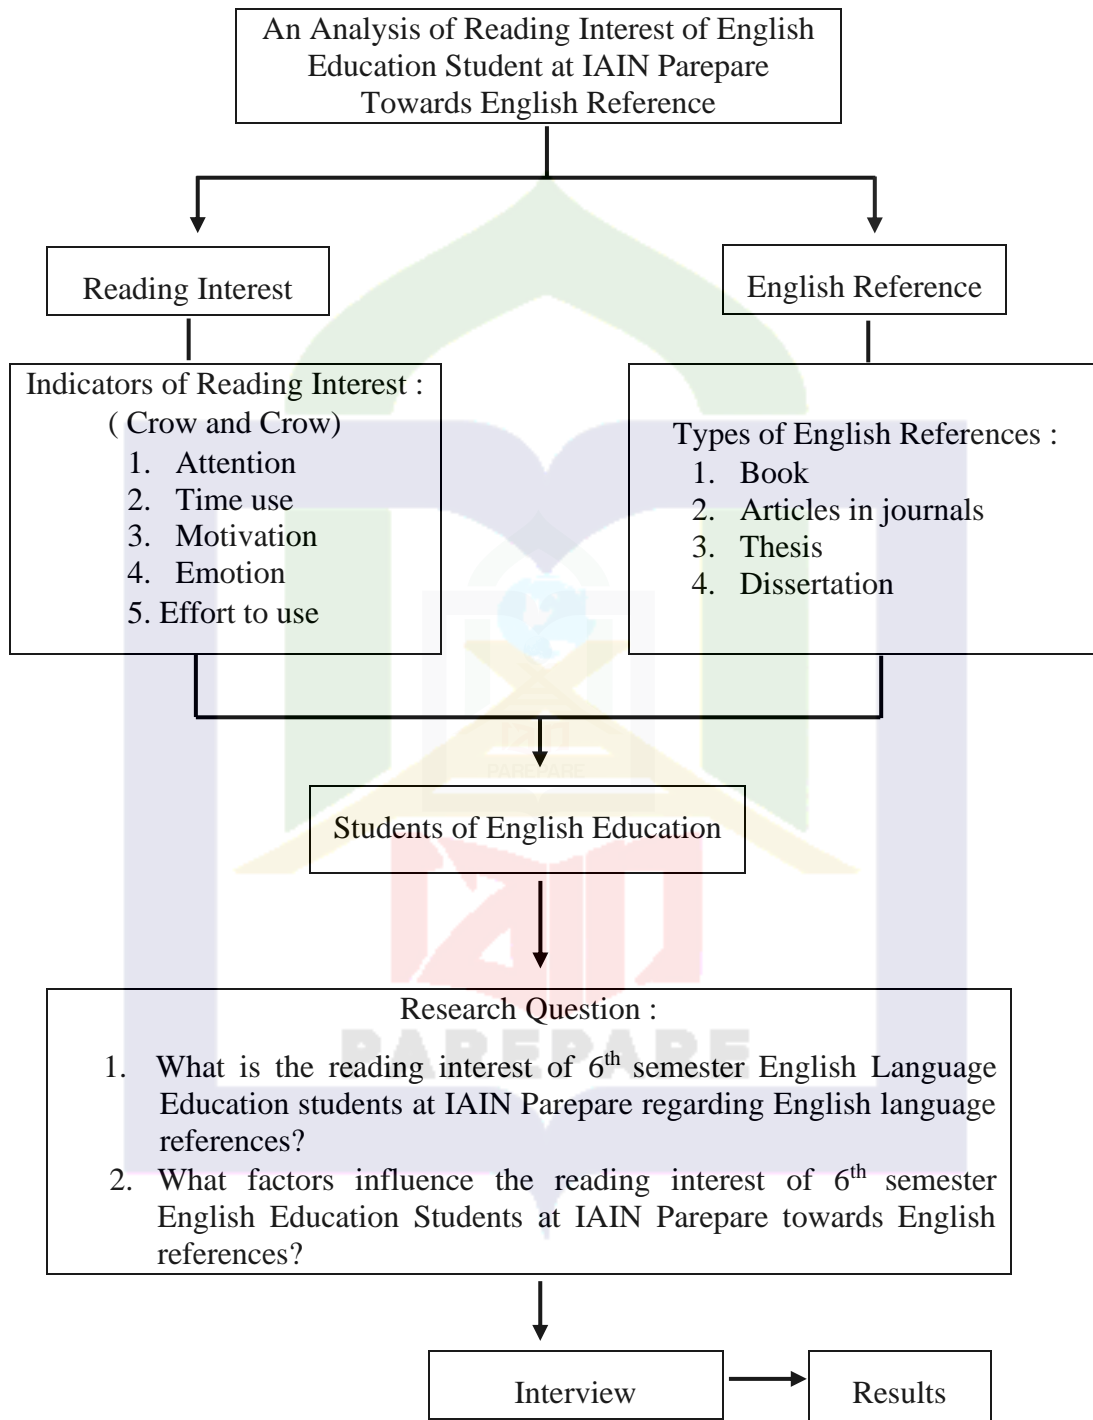 An Analysis of Reading Interest of English
Education Student at IAIN Parepare
Towards English Reference
Reading Interest
English Reference
Indicators of Reading Interest :
( Crow and Crow)
1. Attention
2. Time use
3. Motivation
4. Emotion
5. Effort to use
Types of English References :
1. Book
2. Articles in journals
3. Thesis
4. Dissertation
PAREPARE
Students of English Education
Research Question :
PAREPARE
1. What is the reading interest of 6th semester English Language
Education students at IAIN Parepare regarding English language
references?
2. What factors influence the reading interest of 6th semester
English Education Students at IAIN Parepare towards English
references?
Interview
Results